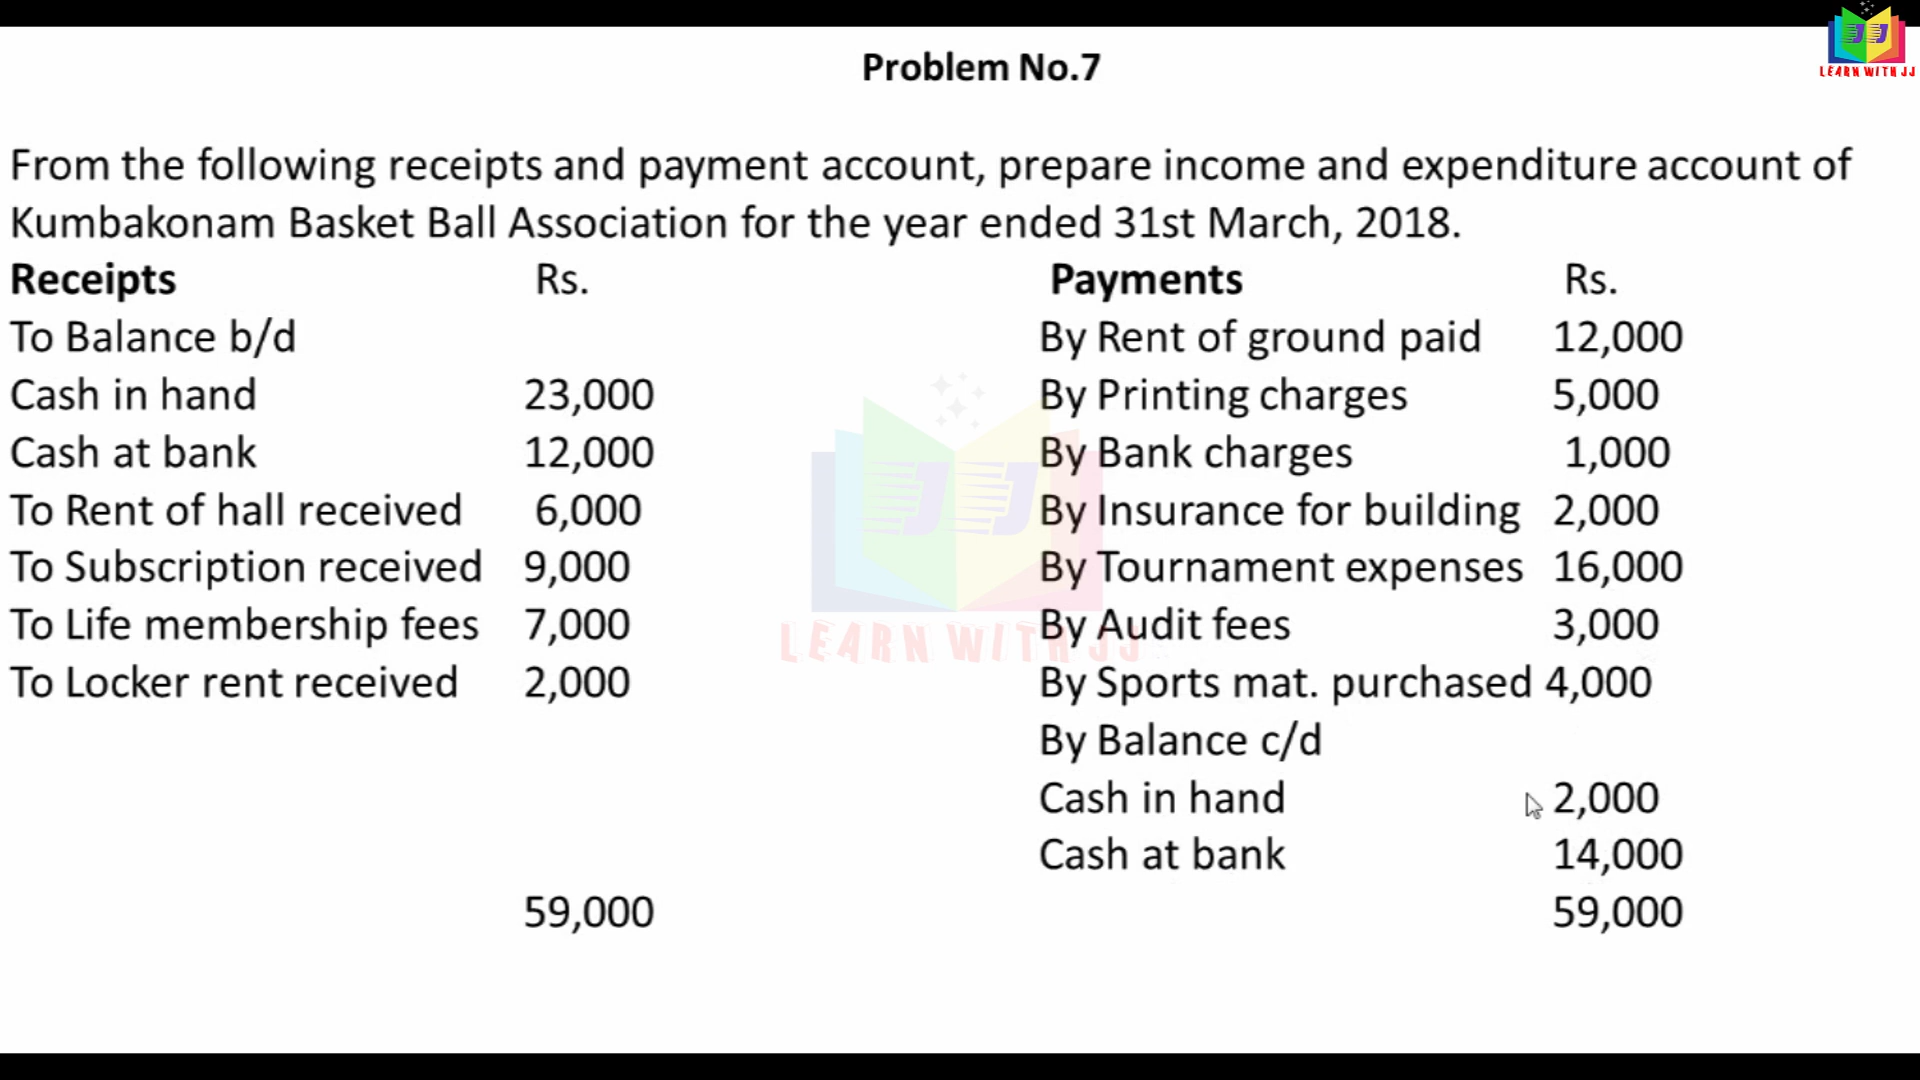 LEARN WITH JJ
Problem No.7
From the following receipts and payment account, prepare income and expenditure account of
Kumbakonam Basket Ball Association for the year ended 31st March, 2018.
Receipts Rs. Payments Rs.
To Balance b/d By Rent of ground paid 12,000
Cash in hand 23,000 By Printing charges 5,000
Cash at bank 12,000 By Bank charges 1,000
To Rent of hall received 6,000 By Insurance for building 2,000
To Subscription received 9,000 By Tournament expenses 16,000
To Life membership fees 7,000 By Audit fees 3,000
LEARN WITH JJ
To Locker rent received 2,000 By Sports mat. purchased 4,000
By Balance c/d
Cash in hand 2,000
Cash at bank 14,000
59,000 59,000